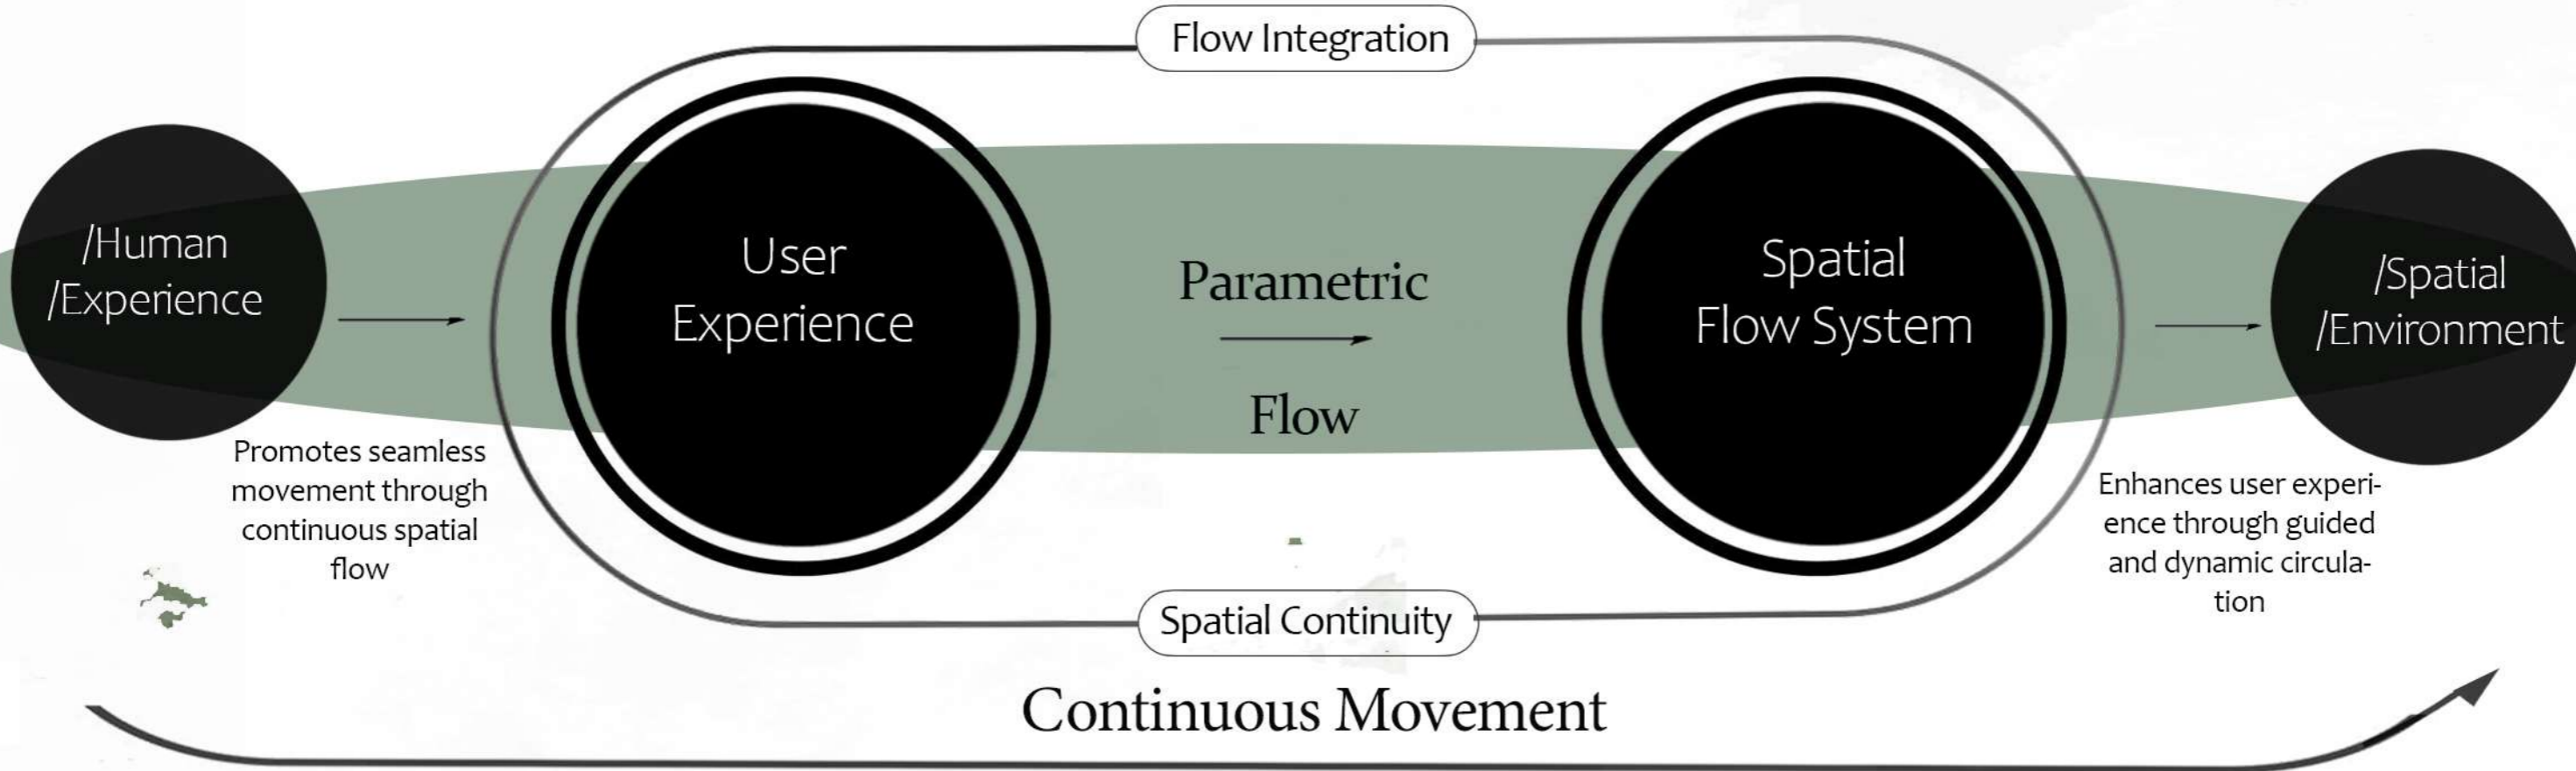 Flow Integration
/Human
/Experience
User
Experience
Parametric
Flow
Spatial
Flow System
/Spatial
/Environment
Promotes seamless
movement through
continuous spatial
flow
Enhances user experi-
ence through guided
and dynamic circula-
tion
Spatial Continuity
Continuous Movement